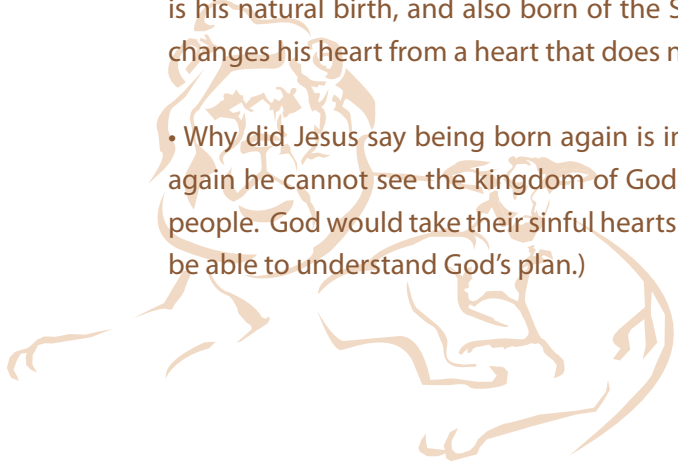 is his natural birth, and also born of the S
changes his heart from a heart that does n
• Why did Jesus say being born again is in
again he cannot see the kingdom of God
people.  God would take their sinful hearts
be able to understand God’s plan.)